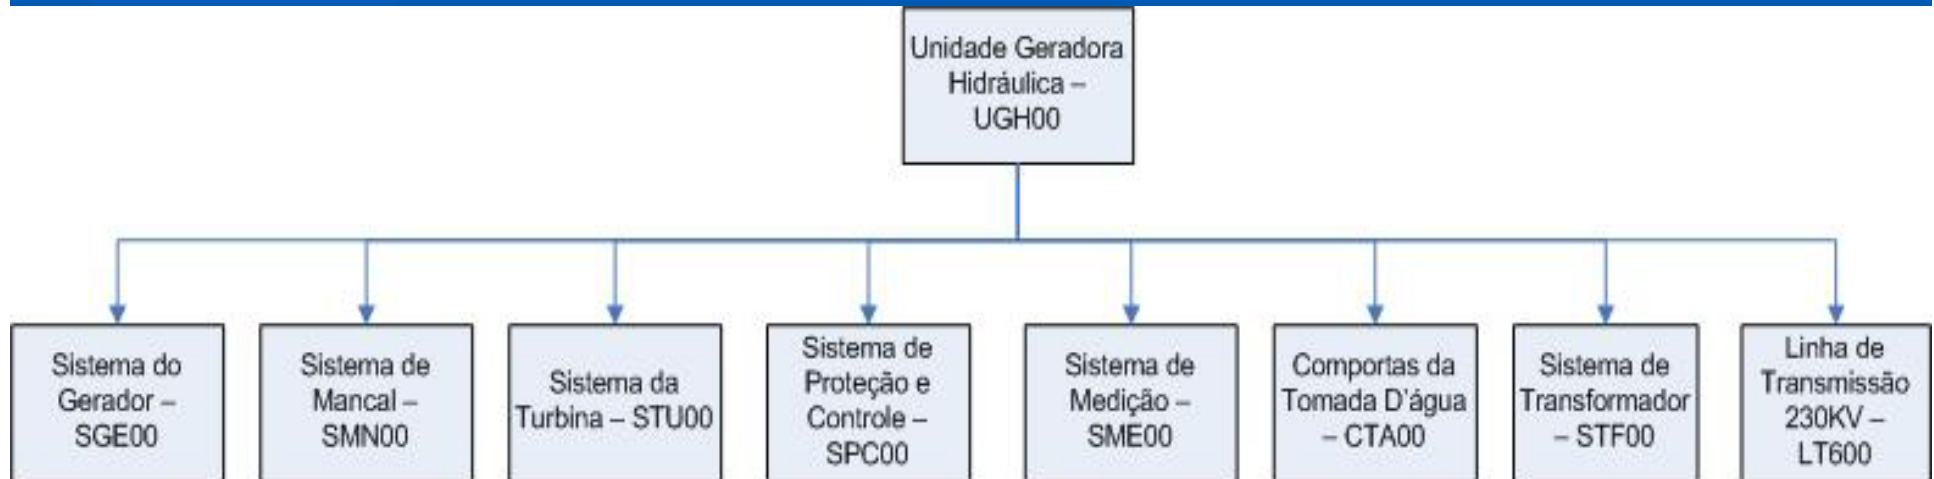 Unidade Geradora
Hidráulica –
UGH00
Sistema do
Gerador –
SGE00
Sistema de
Mancal –
SMN00
Sistema da
Turbina – STU00
Sistema de
Proteção e
Controle –
SPC00
Sistema de
Medição –
SME00
Comportas da
Tomada D'água
– CTA00
Sistema de
Transformador
– STF00
Linha de
Transmissão
230KV –
LT600